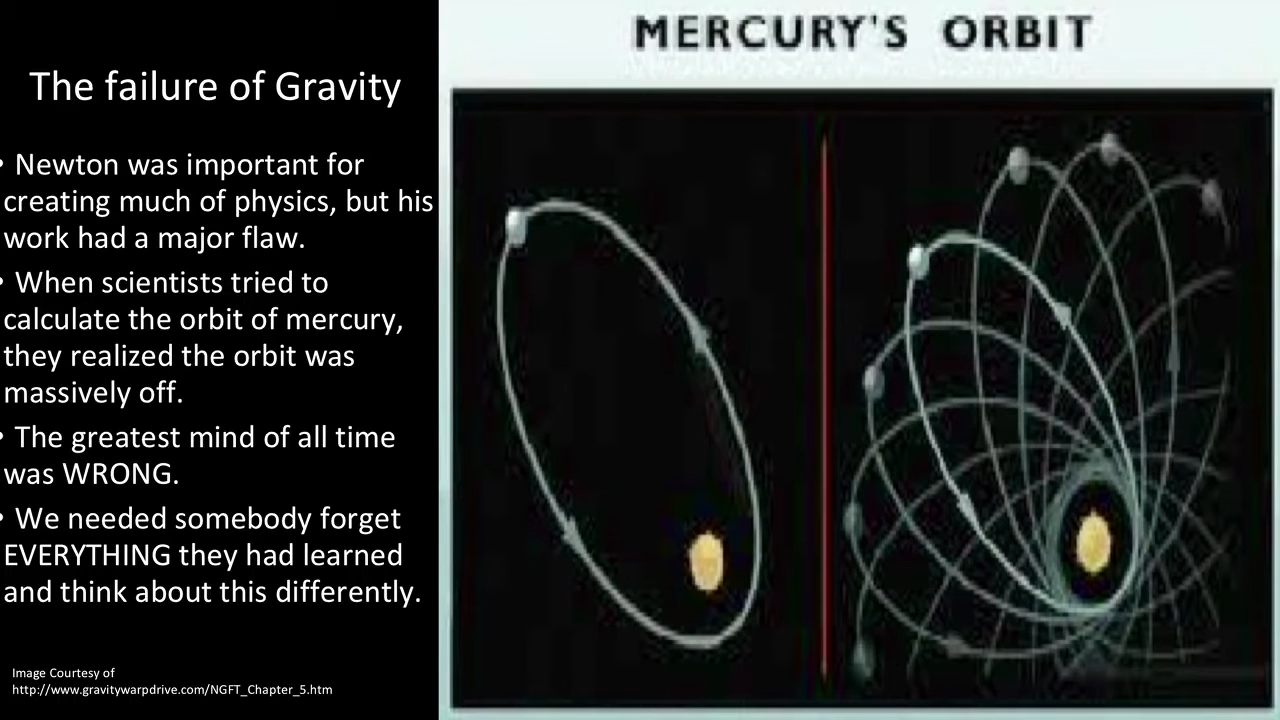 The failure of Gravity
• Newton was important for
creating much of physics, but his
work had a major flaw.
• When scientists tried to
calculate the orbit of mercury,
they realized the orbit was
massively off.
• The greatest mind of all time
was WRONG.
• We needed somebody forget
EVERYTHING they had learned
and think about this differently.
Image Courtesy of
http://www.gravitywarpdrive.com/NGFT_Chapter_5.htm
MERCURY'S ORBIT